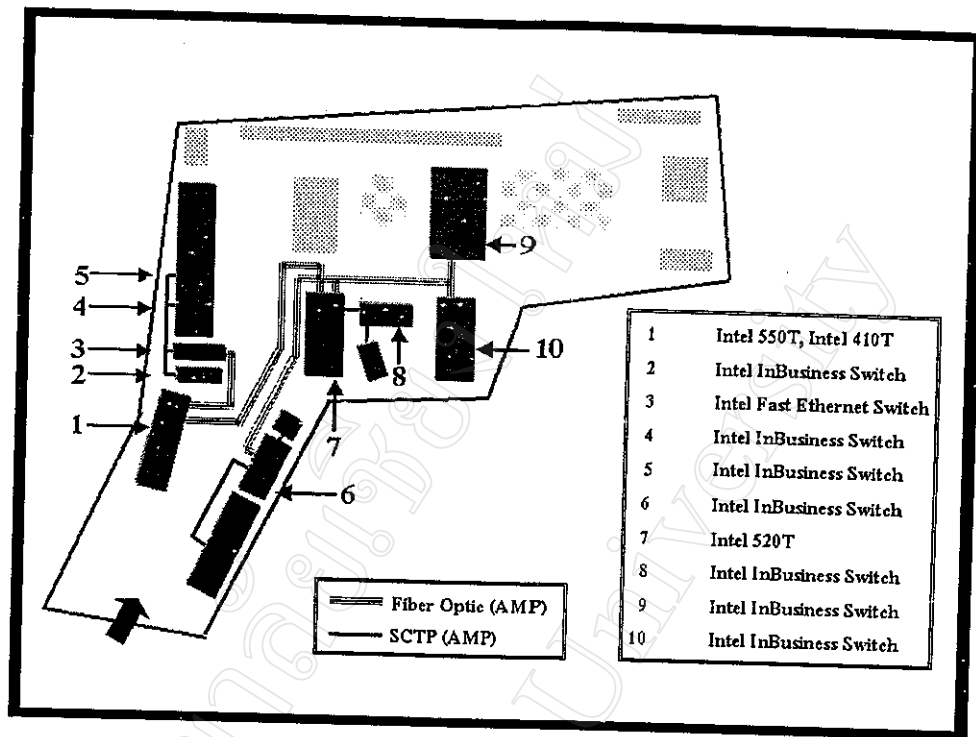 5
4
3
2
1
9
10
8
7
6
1 Intel 550T, Intel 410T
2 Intel InBusiness Switch
3 Intel Fast Ethernet Switch
4 Intel InBusiness Switch
5 Intel InBusiness Switch
6 Intel InBusiness Switch
7 Intel 520T
8 Intel InBusiness Switch
9 Intel InBusiness Switch
10 Intel InBusiness Switch
Fiber Optic (AMP)
SCTP (AMP)
University